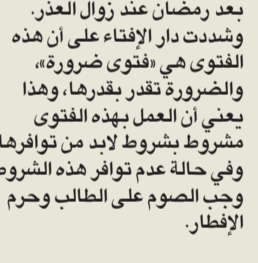 بعد رمضان عند زوال العذر.
وشددت دار الإفتاء على أن هذه
الفتوى هي «فتوى ضرورة»،
والضرورة تقدر بقدرها، وهذا
يعني أن العمل بهذه الفتوى
مشروط بشروط لابد من توافرها
وفي حالة عدم توافر هذه الشروط
وجب الصوم على الطالب وحرم
الإفطار.